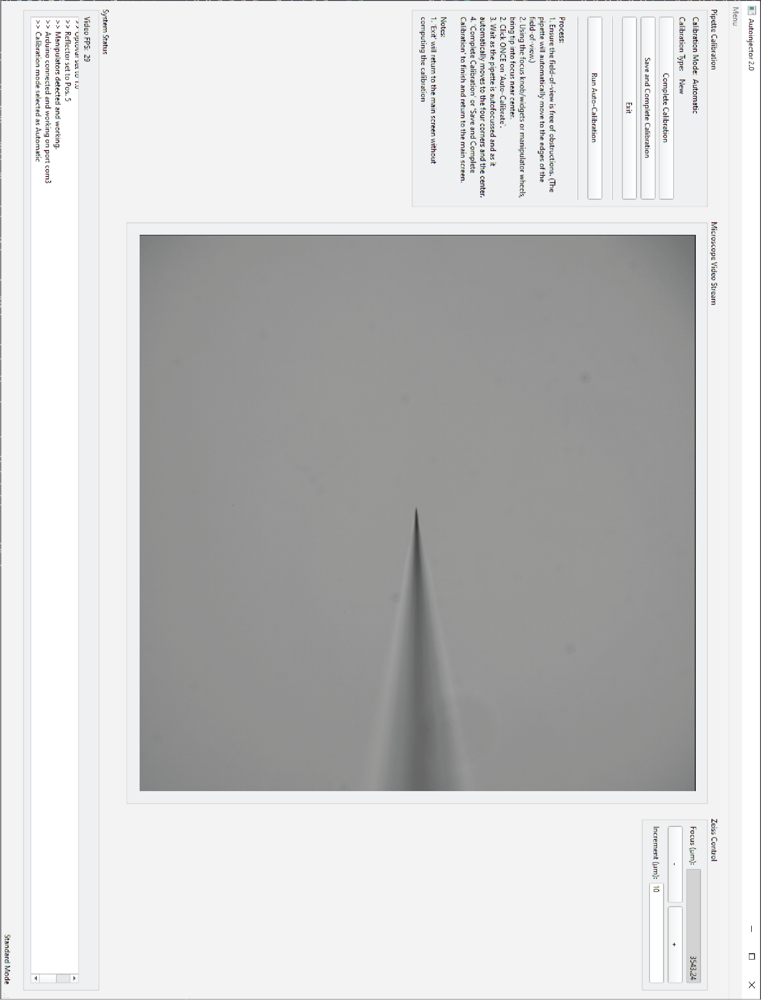 Autoinjector 2.0
Menu
Pipette Calibration
Calibration Mode: Automatic
Calibration Type: New
Complete Calibration
Save and Complete Calibration
Exit
Run Auto-Calibration
Process:
1. Ensure the field-of-view is free of obstructions. (The
pipette will automatically move to the edges of the
field-of-view.)
2. Using the focus knob/widgets or manipulator wheels,
bring tip into focus near center.
2. Click ONCE on 'Auto-Calibrate'.
3. Wait as the pipette is autofocussed and as it
automatically moves to the four corners and the center.
4. 'Complete Calibration' or 'Save and Complete
Calibration' to finish and return to the main screen.
Notes:
1. 'Exit' will return to the main screen without
computing the calibration
Microscope Video Stream
Zeiss Control
Focus (µm): 3543.24
- +
Increment (µm): 10
System Status
Video FPS: 29
>> Optovar set to 1.0
>> Reflector set to Pos. 5
>> Manipulators detected and working.
>> Arduino connected and working on port com3
>> Calibration mode selected as Automatic
Standard Mode